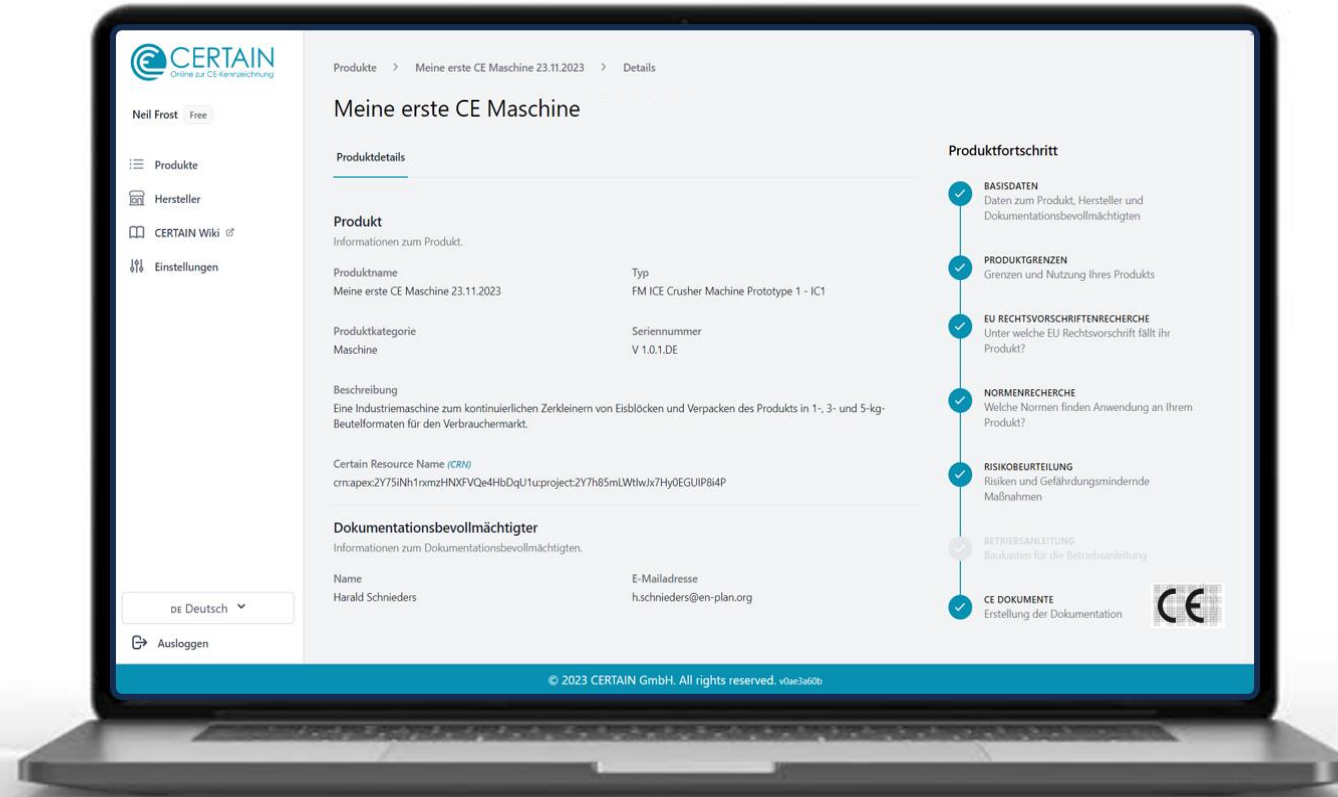 CERTAIN
Online zur CE-Kennzeichnung
Neil Frost Free
Produkte
Hersteller
CERTAIN Wiki
Einstellungen
DE Deutsch
Ausloggen
Produkte > Meine erste CE Maschine 23.11.2023 > Details
Meine erste CE Maschine
Produktdetails
Produkt
Informationen zum Produkt.
Produktname
Meine erste CE Maschine 23.11.2023
Typ
FM ICE Crusher Machine Prototype 1 - IC1
Produktkategorie
Maschine
Seriennummer
V 1.0.1.DE
Beschreibung
Eine Industriemaschine zum kontinuierlichen Zerkleinern von Eisblöcken und Verpacken des Produkts in 1-, 3- und 5-kg-
Beutelformaten für den Verbrauchermarkt.
Certain Resource Name (CRN)
crn:apex:2Y75iNh1rxmzHNXFVQe4HbDqU1u:project:2Y7h85mLWtlwJx7Hy0EGUIP8i4P
Dokumentationsbevollmächtigter
Informationen zum Dokumentationsbevollmächtigten.
Name
Harald Schnieders
E-Mailadresse
h.schnieders@en-plan.org
Produktfortschritt
BASISDATEN
Daten zum Produkt, Hersteller und
Dokumentationsbevollmächtigten
PRODUKTGRENZEN
Grenzen und Nutzung Ihres Produkts
EU RECHTSVORSCHRIFTENRECHERCHE
Unter welche EU Rechtsvorschrift fällt ihr
Produkt?
NORMENRECHERCHE
Welche Normen finden Anwendung an Ihrem
Produkt?
RISIKOBEURTEILUNG
Risiken und Gefährdungsmindernde
Maßnahmen
BETRIEBSANLEITUNG
Baukasten für die Betriebsanleitung
CE DOKUMENTE
Erstellung der Dokumentation
CE
© 2023 CERTAIN GmbH. All rights reserved. v0ae3a60b